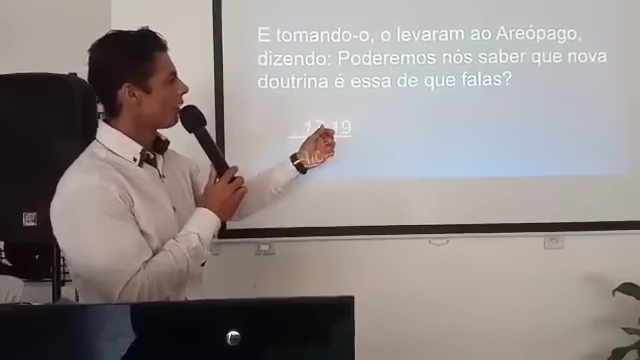 E tomando-o, o levaram ao Areópago,
dizendo: Poderemos nós saber que nova
doutrina é essa de que falas?